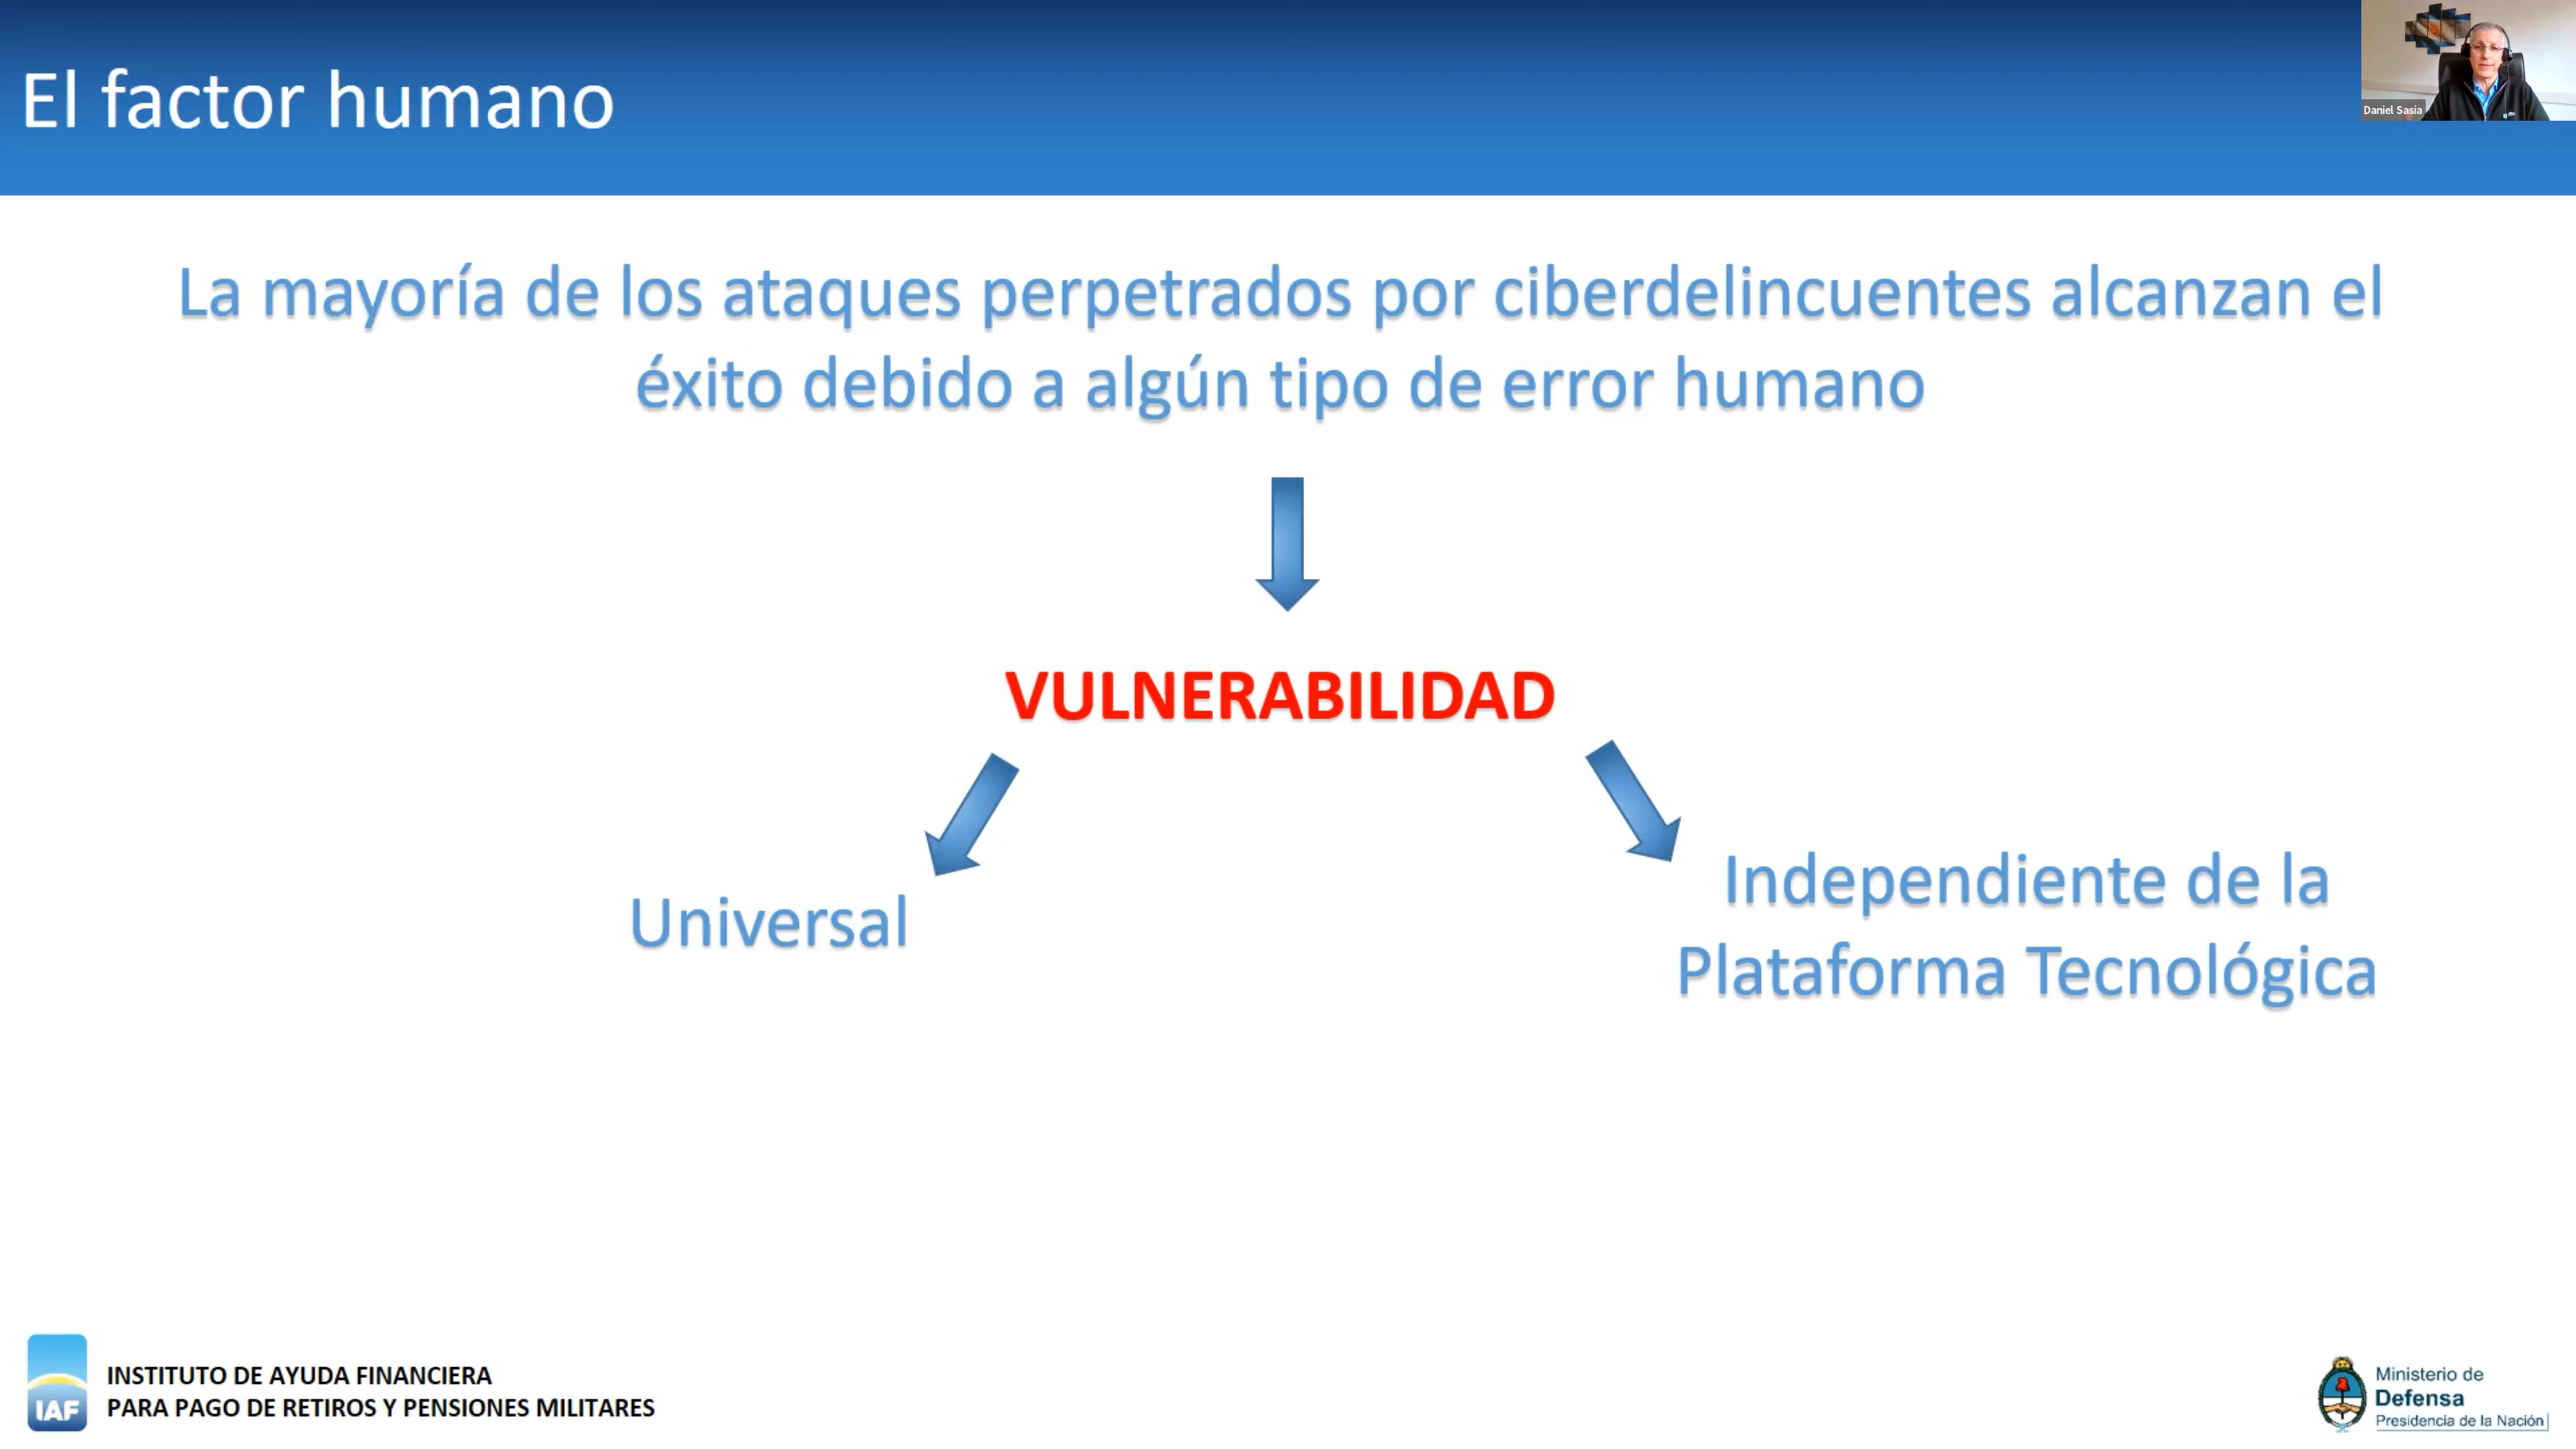 El factor humano
Daniel Sasia
La mayoría de los ataques perpetrados por ciberdelincuentes alcanzan el
éxito debido a algún tipo de error humano
VULNERABILIDAD
Universal
Independiente de la
Plataforma Tecnológica
IAF
INSTITUTO DE AYUDA FINANCIERA
PARA PAGO DE RETIROS Y PENSIONES MILITARES
Ministerio de
Defensa
Presidencia de la Nación